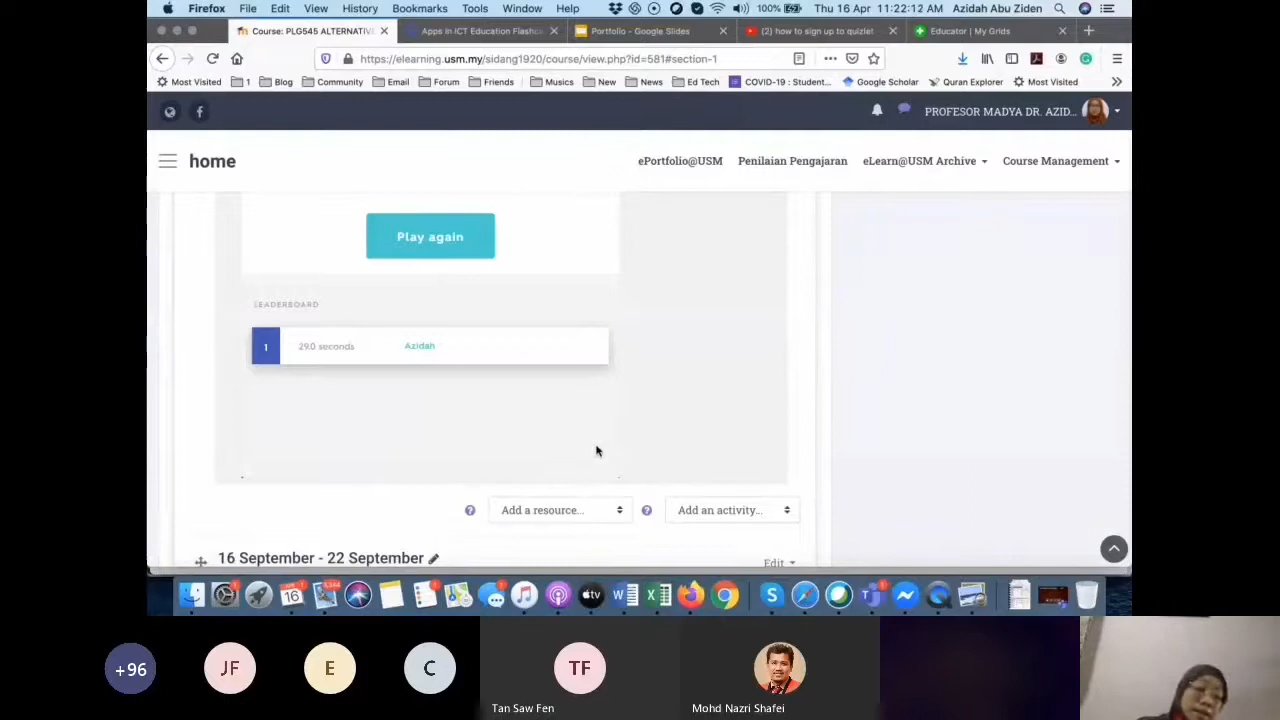 Firefox File Edit View History Bookmarks Tools Window Help 100% Thu 16 Apr 11:22:12 AM Azidah Abu Ziden
Course: PLG545 ALTERNATIV Apps in ICT Education Flashca Portfolio - Google Slides (2) how to sign up to quizlet Educator | My Grids
https://elearning.usm.my/sidang1920/course/view.php?id=581#section-1
Most Visited 1 Blog Community Email Forum Friends Musics New News Ed Tech COVID-19 : Student... Google Scholar Quran Explorer Most Visited
PROFESOR MADYA DR. AZID...
home ePortfolio@USM Penilaian Pengajaran eLearn@USM Archive Course Management
Play again
LEADERBOARD
1 29.0 seconds Azidah
Add a resource... Add an activity...
16 September - 22 September
Edit
16
+96 JF E C TF
Tan Saw Fen Mohd Nazri Shafei